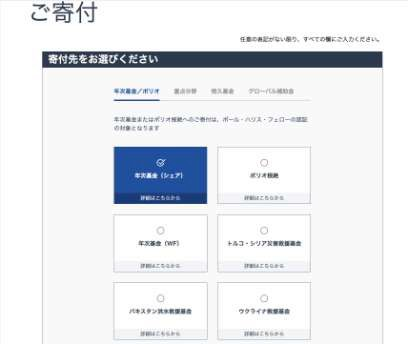 ご寄付
任意の表記がない限り、すべての欄にご入力ください。
寄付先をお選びください
年次基金/ポリオ 重点分野 恒久基金 グローバル補助金
年次基金またはポリオ根絶へのご寄付は、ポール・ハリス・フェローの認証
の対象となります
年次基金（シェア） ポリオ根絶
詳細はこちらから 詳細はこちらから
年次基金（WF） トルコ・シリア災害救援基金
詳細はこちらから 詳細はこちらから
パキスタン洪水救援基金 ウクライナ救援基金
詳細はこちらから 詳細はこちらから